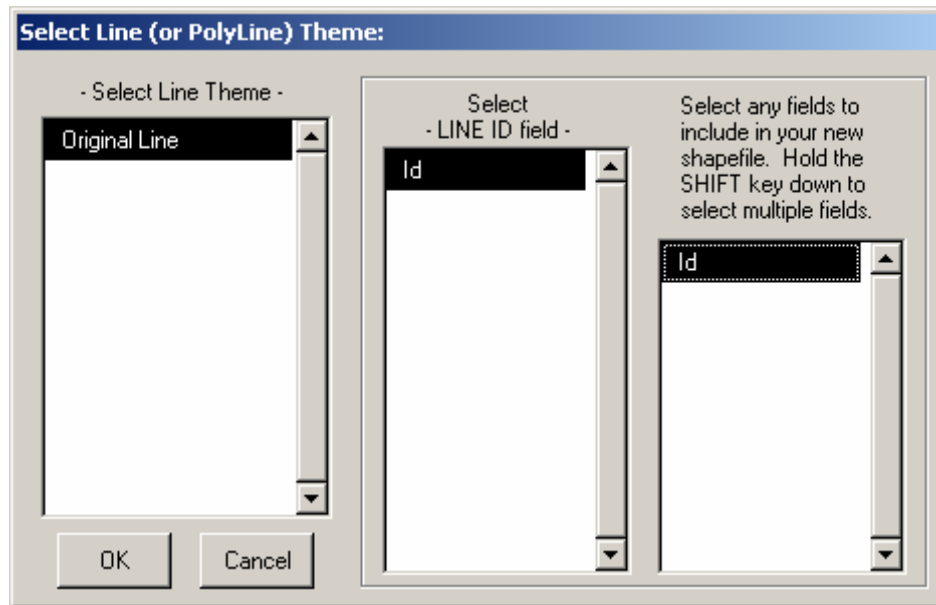 Select Line (or PolyLine) Theme:
- Select Line Theme -
Original Line
OK
Cancel
Select
- LINE ID field -
Id
Select any fields to
include in your new
shapefile. Hold the
SHIFT key down to
select multiple fields.
Id